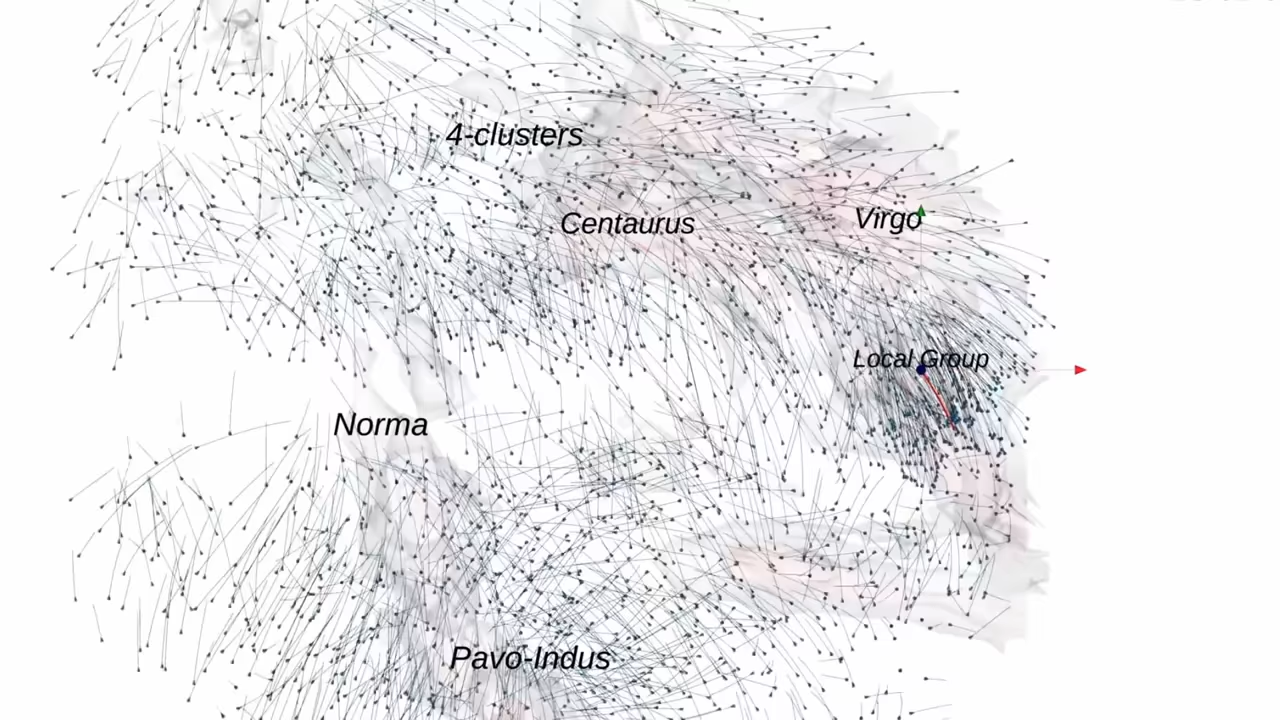 4-clusters
Centaurus
Virgo
Local Group
Norma
Pavo-Indus